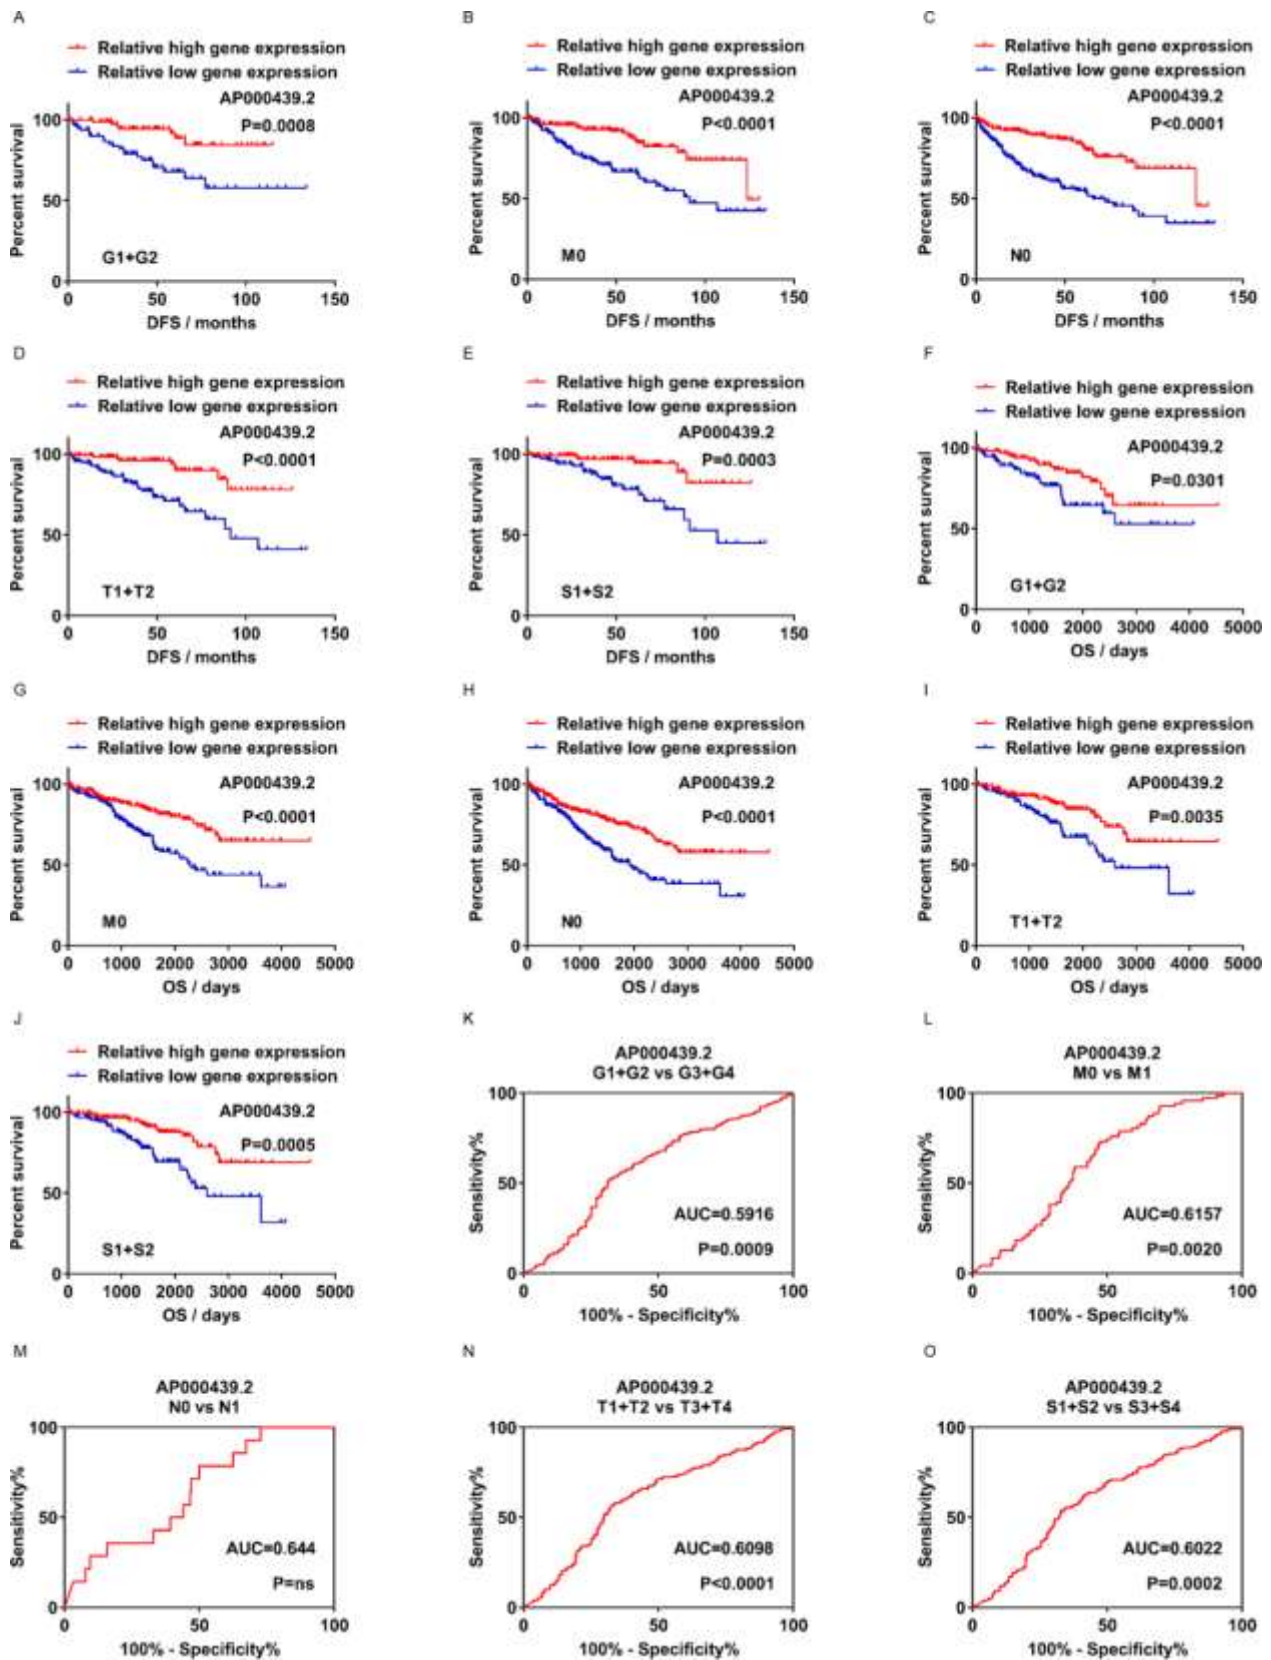 A
Relative high gene expression
Relative low gene expression
AP000439.2
P=0.0008
G1+G2
Percent survival
100
50
0
0 50 100 150
DFS / months
B
Relative high gene expression
Relative low gene expression
AP000439.2
P<0.0001
M0
Percent survival
100
50
0
0 50 100 150
DFS / months
C
Relative high gene expression
Relative low gene expression
AP000439.2
P<0.0001
N0
Percent survival
100
50
0
0 50 100 150
DFS / months
D
Relative high gene expression
Relative low gene expression
AP000439.2
P<0.0001
T1+T2
Percent survival
100
50
0
0 50 100 150
DFS / months
E
Relative high gene expression
Relative low gene expression
AP000439.2
P=0.0003
S1+S2
Percent survival
100
50
0
0 50 100 150
DFS / months
F
Relative high gene expression
Relative low gene expression
AP000439.2
P=0.0301
G1+G2
Percent survival
100
50
0
0 1000 2000 3000 4000 5000
OS / days
G
Relative high gene expression
Relative low gene expression
AP000439.2
P<0.0001
M0
Percent survival
100
50
0
0 1000 2000 3000 4000 5000
OS / days
H
Relative high gene expression
Relative low gene expression
AP000439.2
P<0.0001
N0
Percent survival
100
50
0
0 1000 2000 3000 4000 5000
OS / days
I
Relative high gene expression
Relative low gene expression
AP000439.2
P=0.0035
T1+T2
Percent survival
100
50
0
0 1000 2000 3000 4000 5000
OS / days
J
Relative high gene expression
Relative low gene expression
AP000439.2
P=0.0005
S1+S2
Percent survival
100
50
0
0 1000 2000 3000 4000 5000
OS / days
K
AP000439.2
G1+G2 vs G3+G4
Sensitivity%
100
50
0
AUC=0.5916
P=0.0009
0 50 100
100% - Specificity%
L
AP000439.2
M0 vs M1
Sensitivity%
100
50
0
AUC=0.6157
P=0.0020
0 50 100
100% - Specificity%
M
AP000439.2
N0 vs N1
Sensitivity%
100
50
0
AUC=0.644
P=ns
0 50 100
100% - Specificity%
N
AP000439.2
T1+T2 vs T3+T4
Sensitivity%
100
50
0
AUC=0.6098
P<0.0001
0 50 100
100% - Specificity%
O
AP000439.2
S1+S2 vs S3+S4
Sensitivity%
100
50
0
AUC=0.6022
P=0.0002
0 50 100
100% - Specificity%